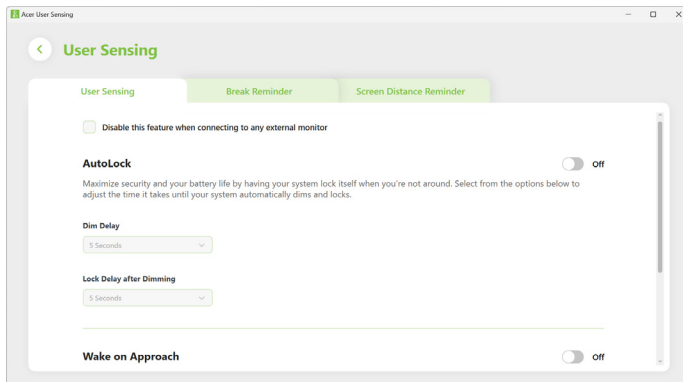 Acer User Sensing
User Sensing
User Sensing
Break Reminder
Screen Distance Reminder
Disable this feature when connecting to any external monitor
AutoLock
Off
Maximize security and your battery life by having your system lock itself when you're not around. Select from the options below to
adjust the time it takes until your system automatically dims and locks.
Dim Delay
5 Seconds
Lock Delay after Dimming
5 Seconds
Wake on Approach
Off